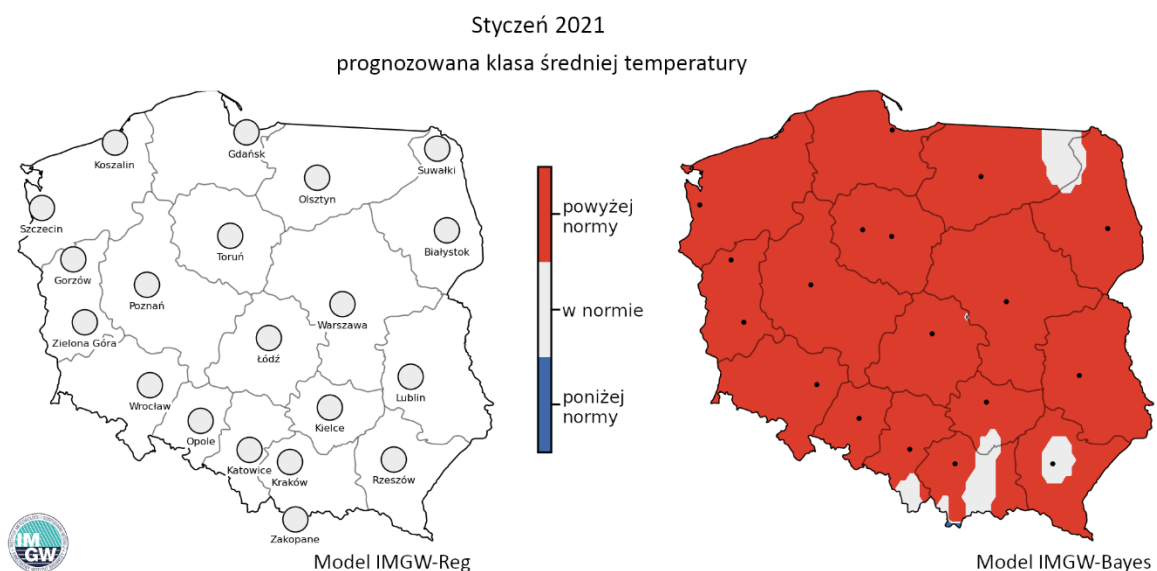 Styczeń 2021
prognozowana klasa średniej temperatury
Koszalin
Gdańsk
Suwałki
Olsztyn
Szczecin
Toruń
Białystok
Gorzów
Poznań
Warszawa
Zielona Góra
Łódź
Wrocław
Lublin
Opole
Kielce
Katowice
Kraków
Rzeszów
Zakopane
powyżej
normy
w normie
poniżej
normy
IM
GW
Model IMGW-Reg
Model IMGW-Bayes